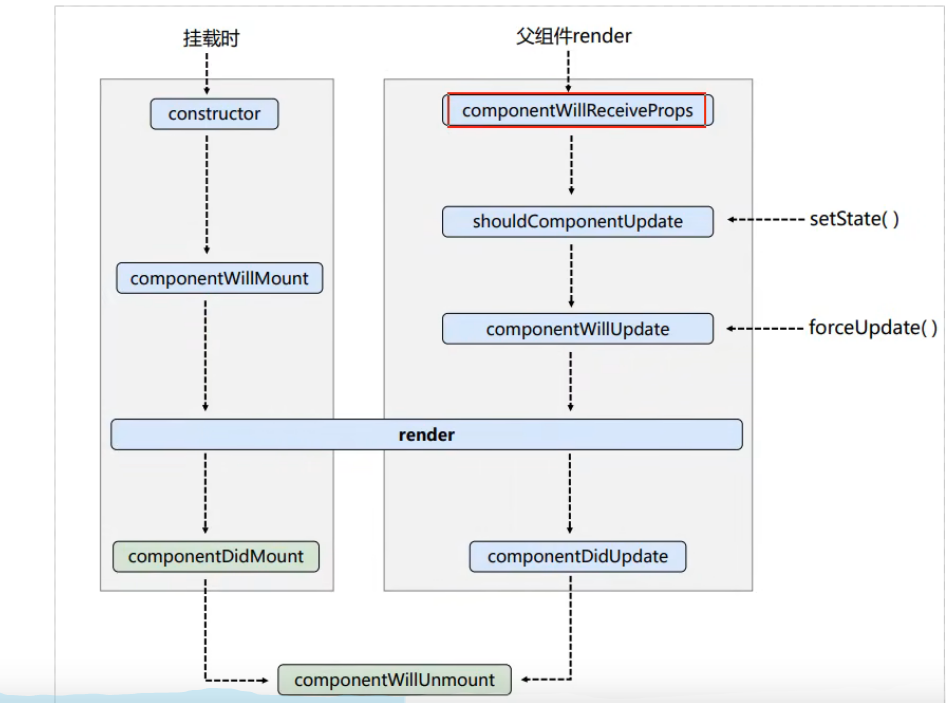 挂载时
父组件render
constructor
componentWillReceiveProps
shouldComponentUpdate
setState( )
componentWillMount
componentWillUpdate
forceUpdate( )
render
componentDidMount
componentDidUpdate
componentWillUnmount